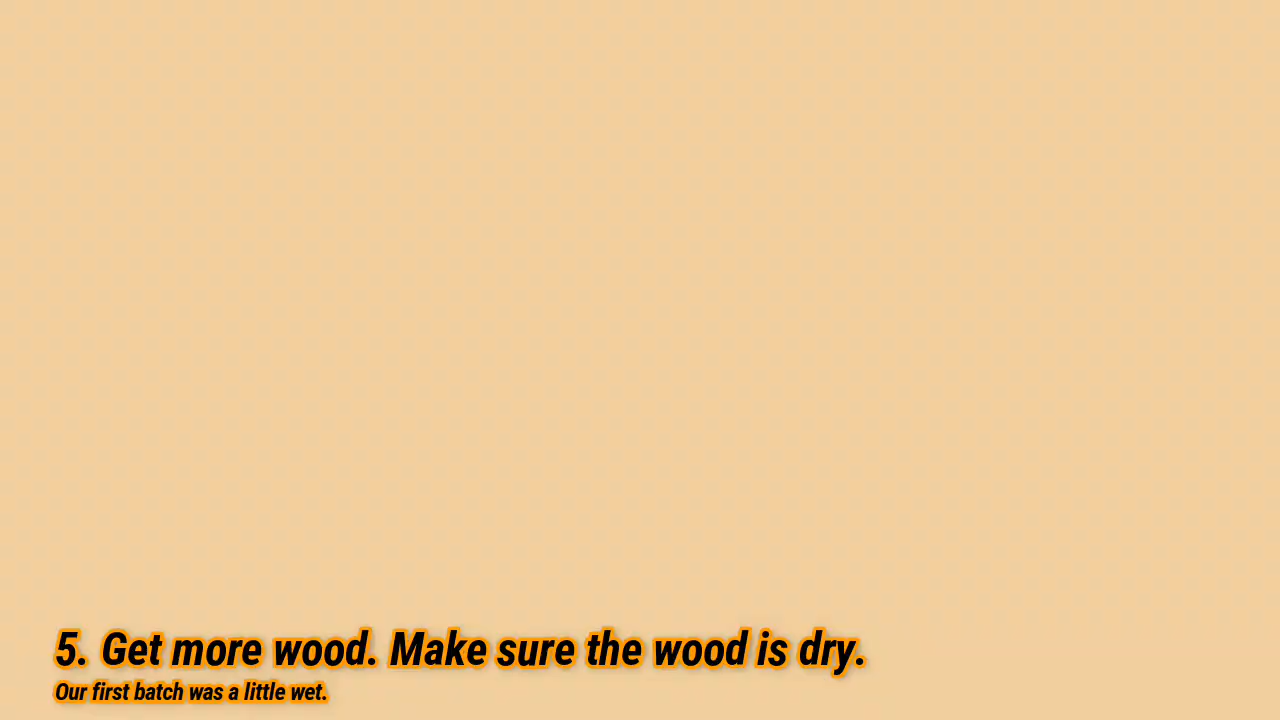 5. Get more wood. Make sure the wood is dry.
Our first batch was a little wet.